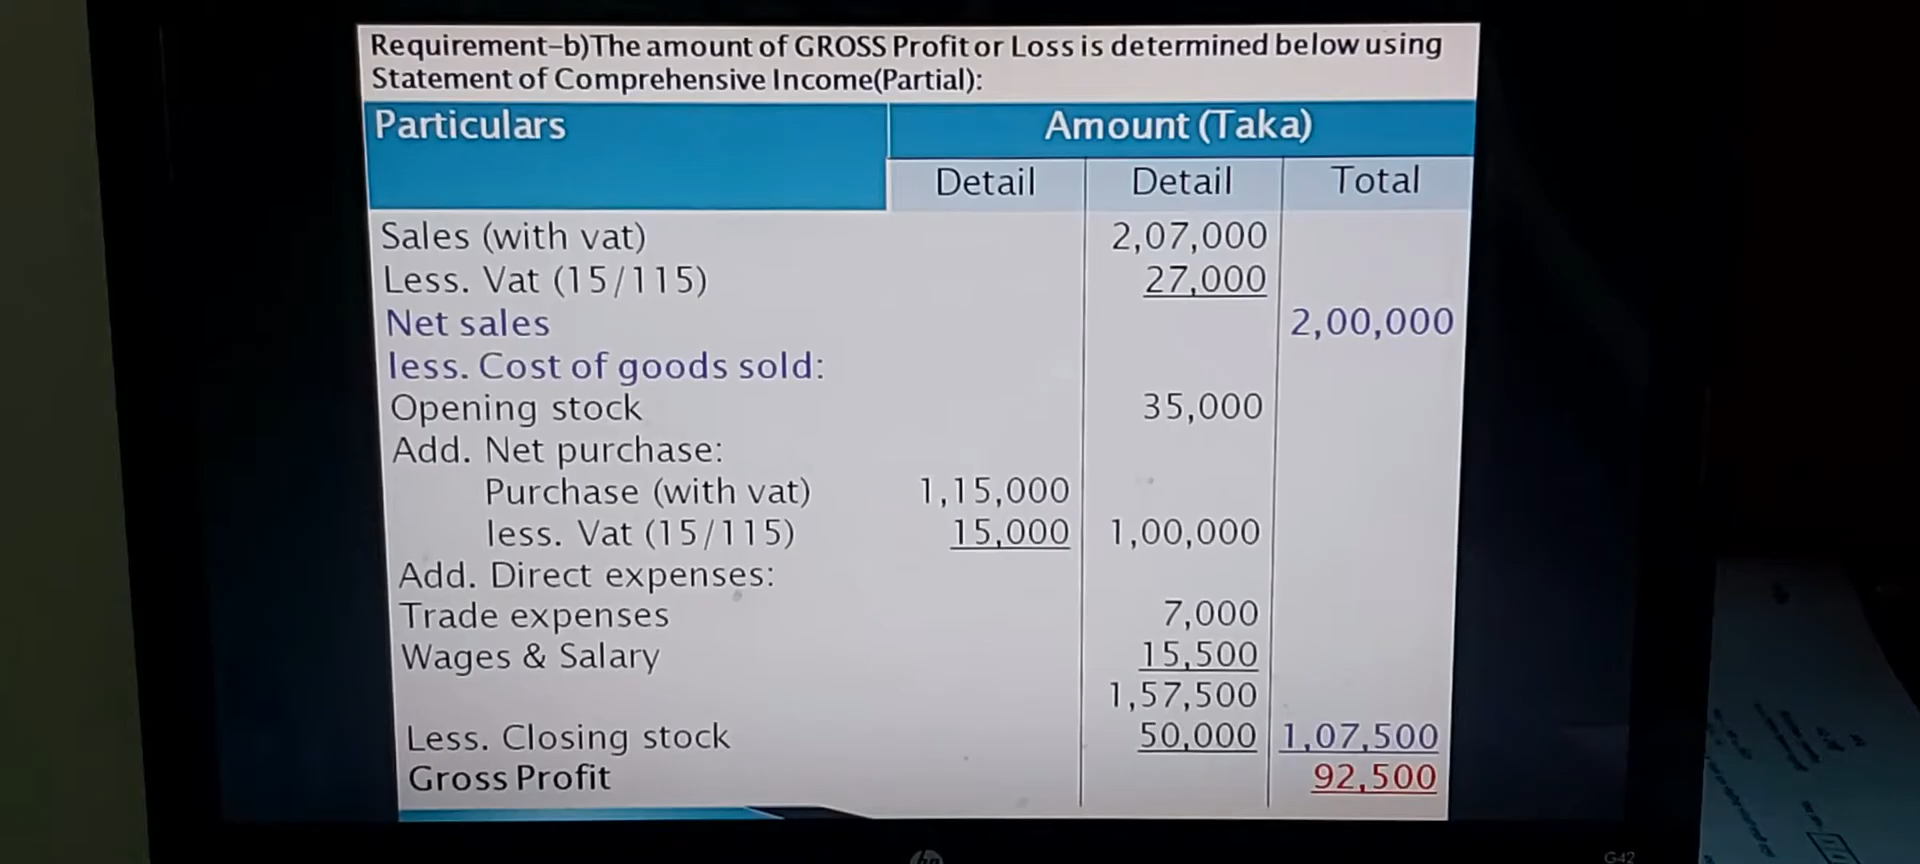 Requirement-b)The amount of GROSS Profit or Loss is determined below using
Statement of Comprehensive Income(Partial):
Particulars Amount (Taka)
Detail Detail Total
Sales (with vat) 2,07,000
Less. Vat (15/115) 27,000
Net sales 2,00,000
less. Cost of goods sold:
Opening stock 35,000
Add. Net purchase:
Purchase (with vat) 1,15,000
less. Vat (15/115) 15,000 1,00,000
Add. Direct expenses:
Trade expenses 7,000
Wages & Salary 15,500
1,57,500
Less. Closing stock 50,000 1,07,500
Gross Profit 92,500
hp
G42